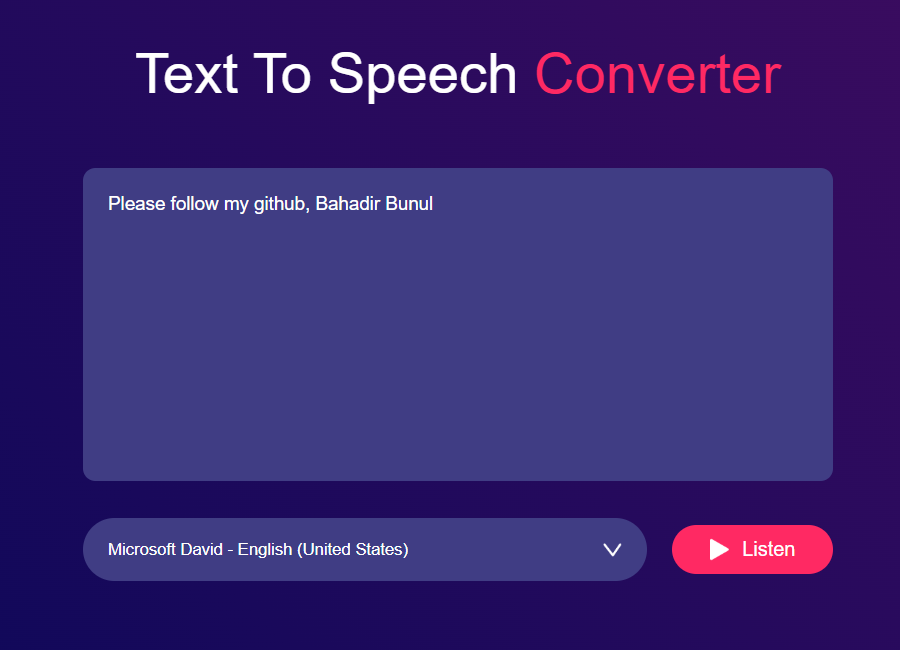 Text To Speech Converter
Please follow my github, Bahadir Bunul
Microsoft David - English (United States)
Listen